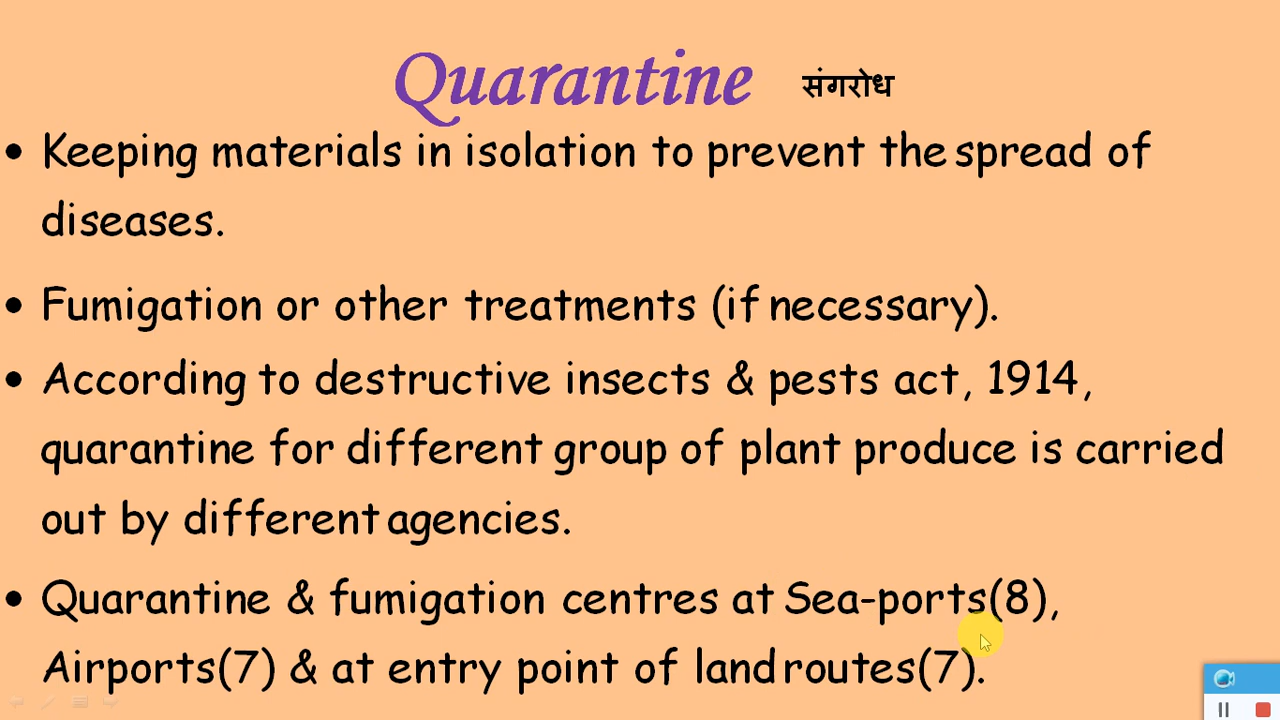 Quarantine संगरोध
• Keeping materials in isolation to prevent the spread of
diseases.
• Fumigation or other treatments (if necessary).
• According to destructive insects & pests act, 1914,
quarantine for different group of plant produce is carried
out by different agencies.
• Quarantine & fumigation centres at Sea-ports(8),
Airports(7) & at entry point of land routes(7).